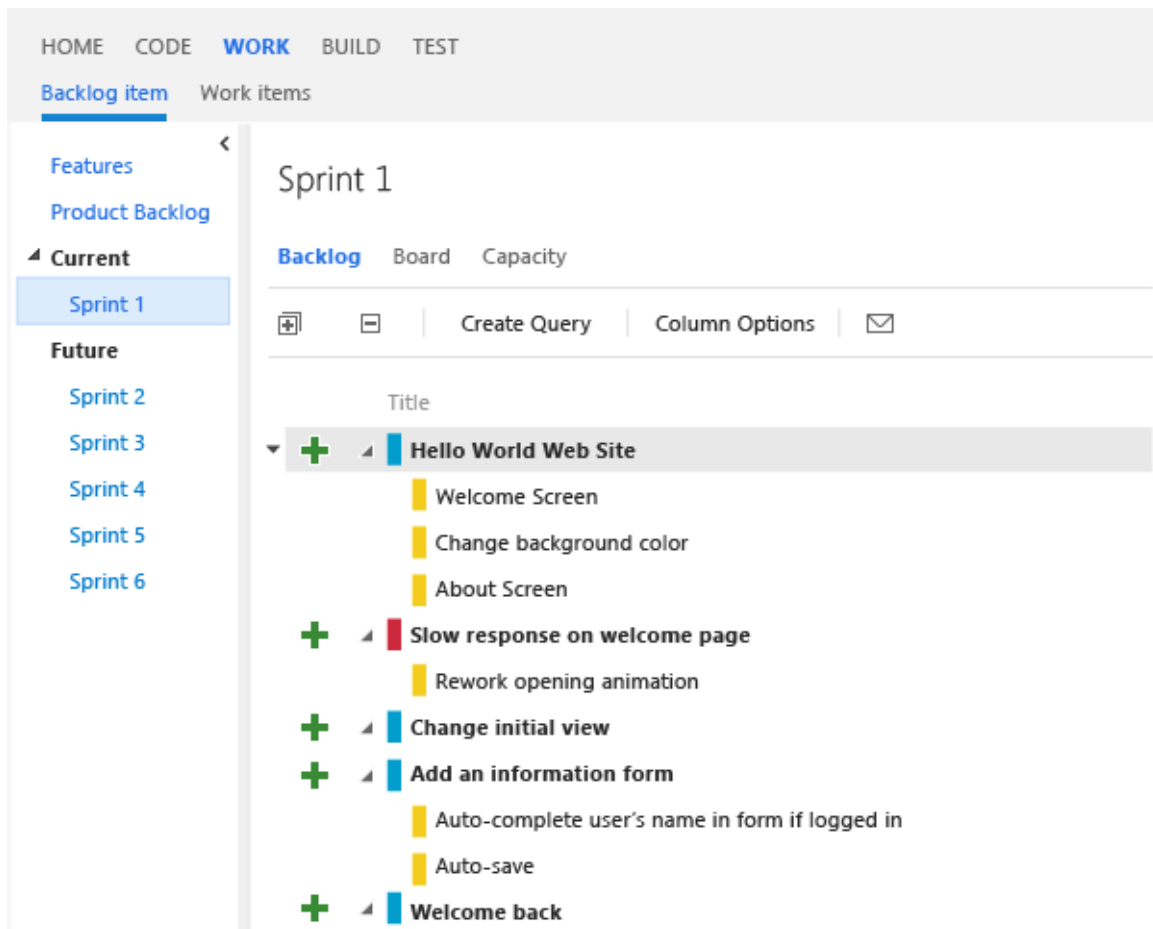 HOME CODE WORK BUILD TEST
Backlog item Work items
Features
Product Backlog
Current
Sprint 1
Future
Sprint 2
Sprint 3
Sprint 4
Sprint 5
Sprint 6
Sprint 1
Backlog Board Capacity
Create Query Column Options
Title
Hello World Web Site
Welcome Screen
Change background color
About Screen
Slow response on welcome page
Rework opening animation
Change initial view
Add an information form
Auto-complete user's name in form if logged in
Auto-save
Welcome back